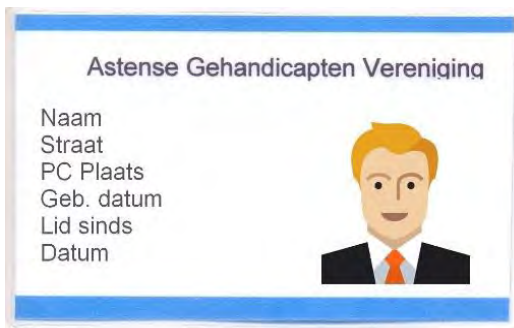 Astense Gehandicapten Vereniging
Naam
Straat
PC Plaats
Geb. datum
Lid sinds
Datum